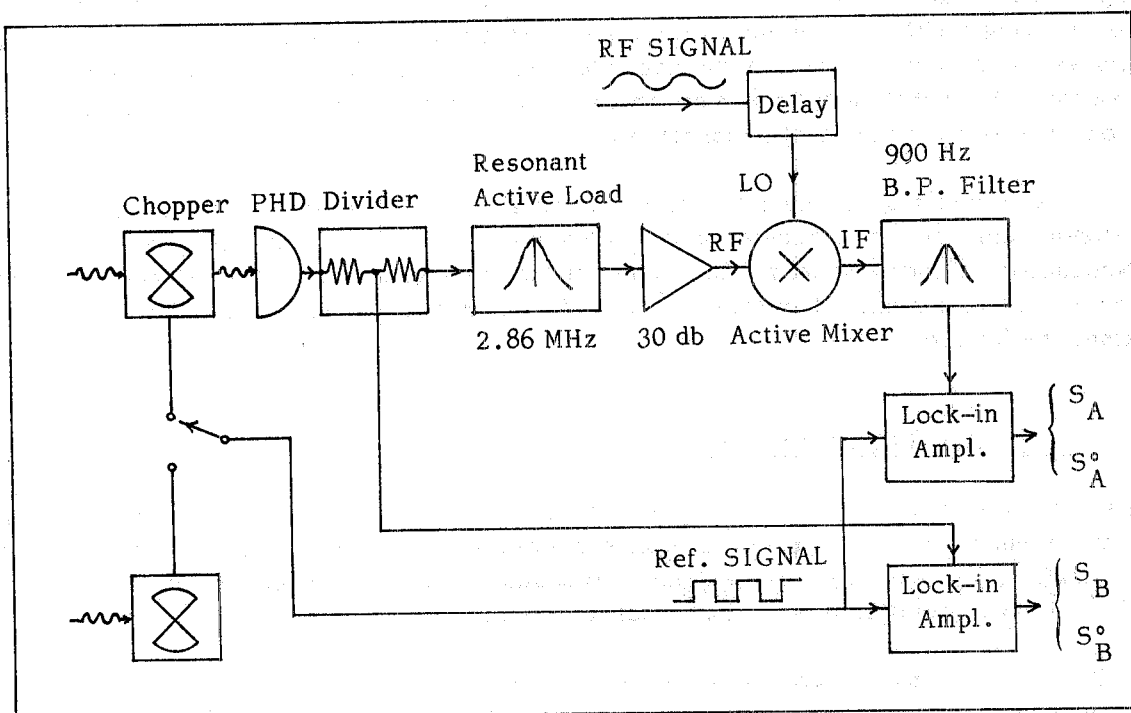 RF SIGNAL
Delay
LO
Resonant
Active Load
900 Hz
B.P. Filter
Chopper PHD Divider
RF
IF
2.86 MHz
30 db
Active Mixer
Lock-in
Ampl.
S_A
S°_A
Ref. SIGNAL
Lock-in
Ampl.
S_B
S°_B